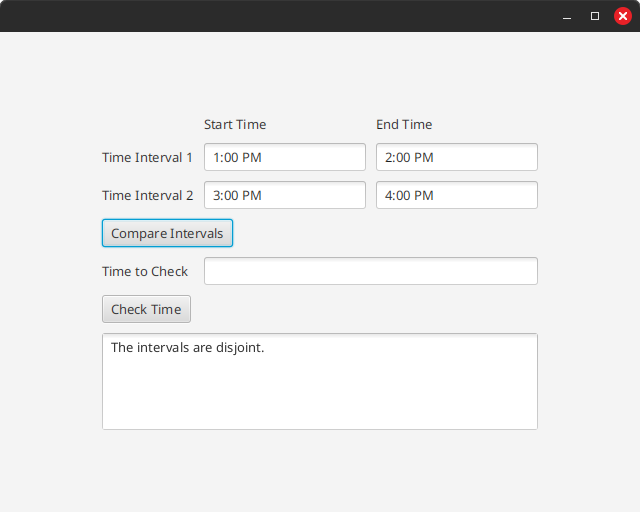 Start Time End Time
Time Interval 1 1:00 PM 2:00 PM
Time Interval 2 3:00 PM 4:00 PM
Compare Intervals
Time to Check
Check Time
The intervals are disjoint.